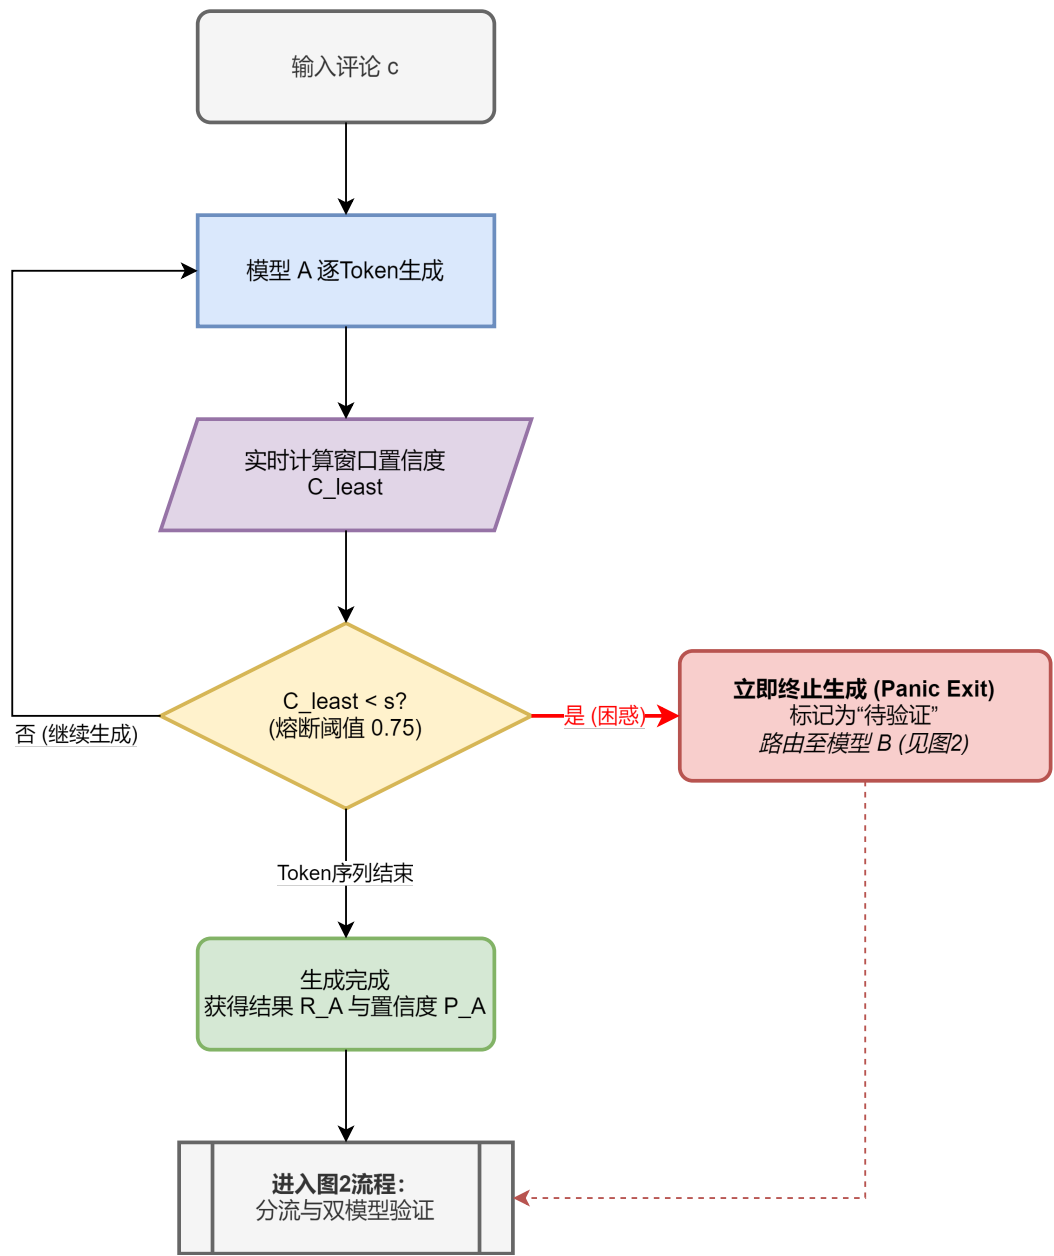 输入评论 c
模型 A 逐Token生成
实时计算窗口置信度
C_least
C_least < s?
(熔断阈值 0.75)
否 (继续生成)
是 (困惑)
立即终止生成 (Panic Exit)
标记为“待验证”
路由至模型 B (见图2)
Token序列结束
生成完成
获得结果 R_A 与置信度 P_A
进入图2流程：
分流与双模型验证